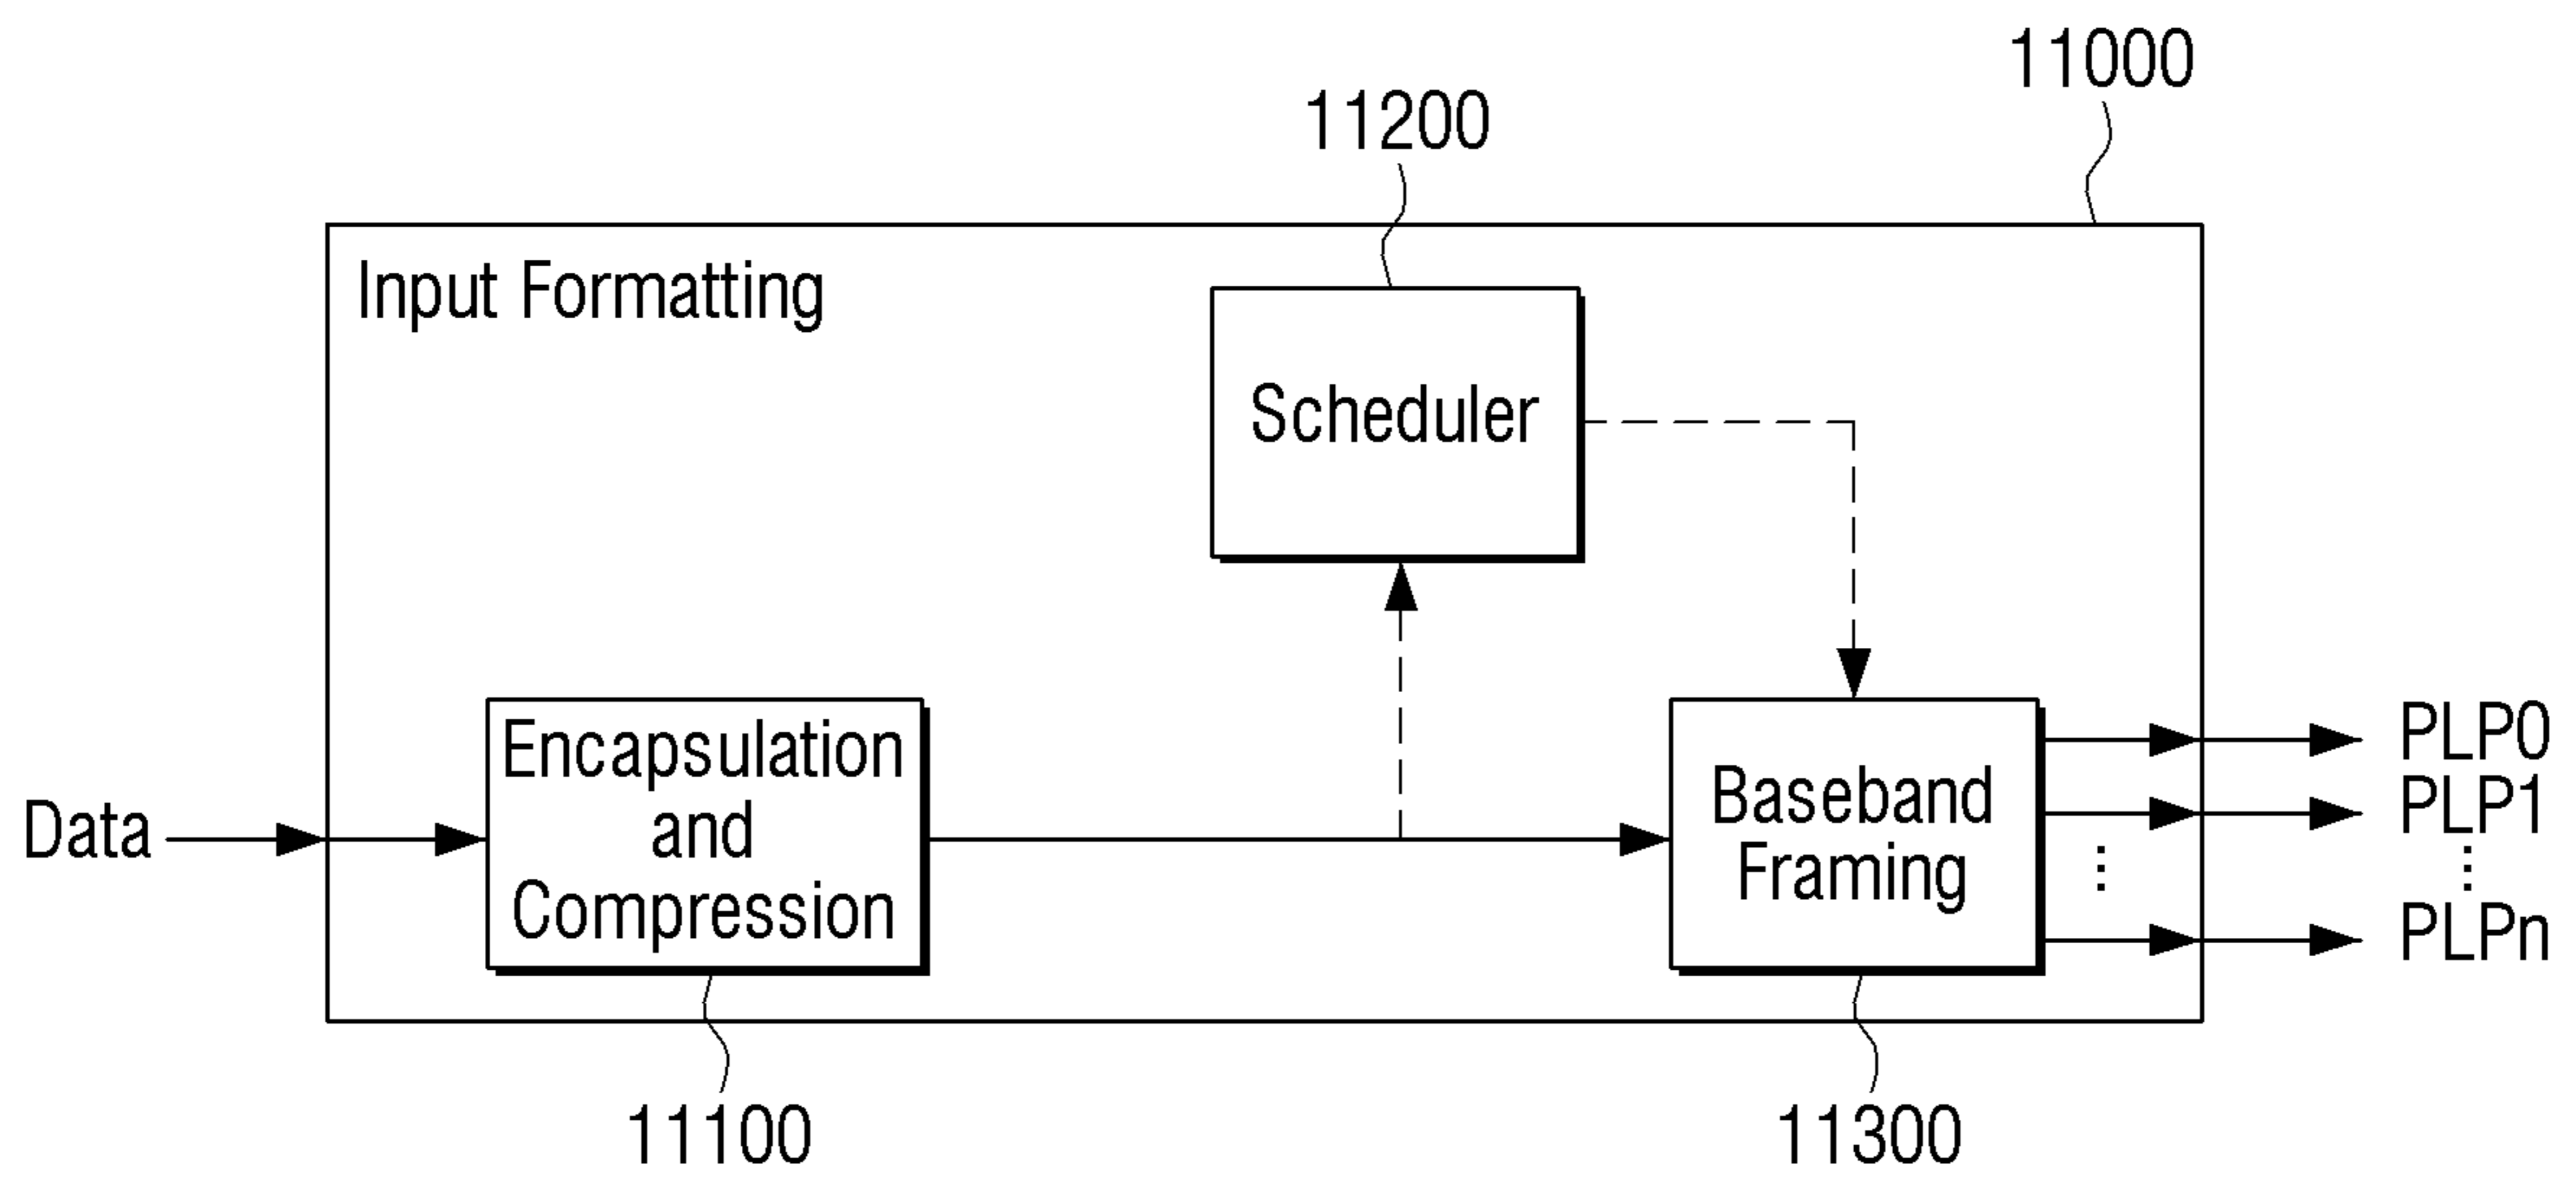 11000
11200
Input Formatting
Scheduler
Encapsulation
and
Compression
Data
Baseband
Framing
PLP0
PLP1
⋮
⋮
PLPn
11100
11300